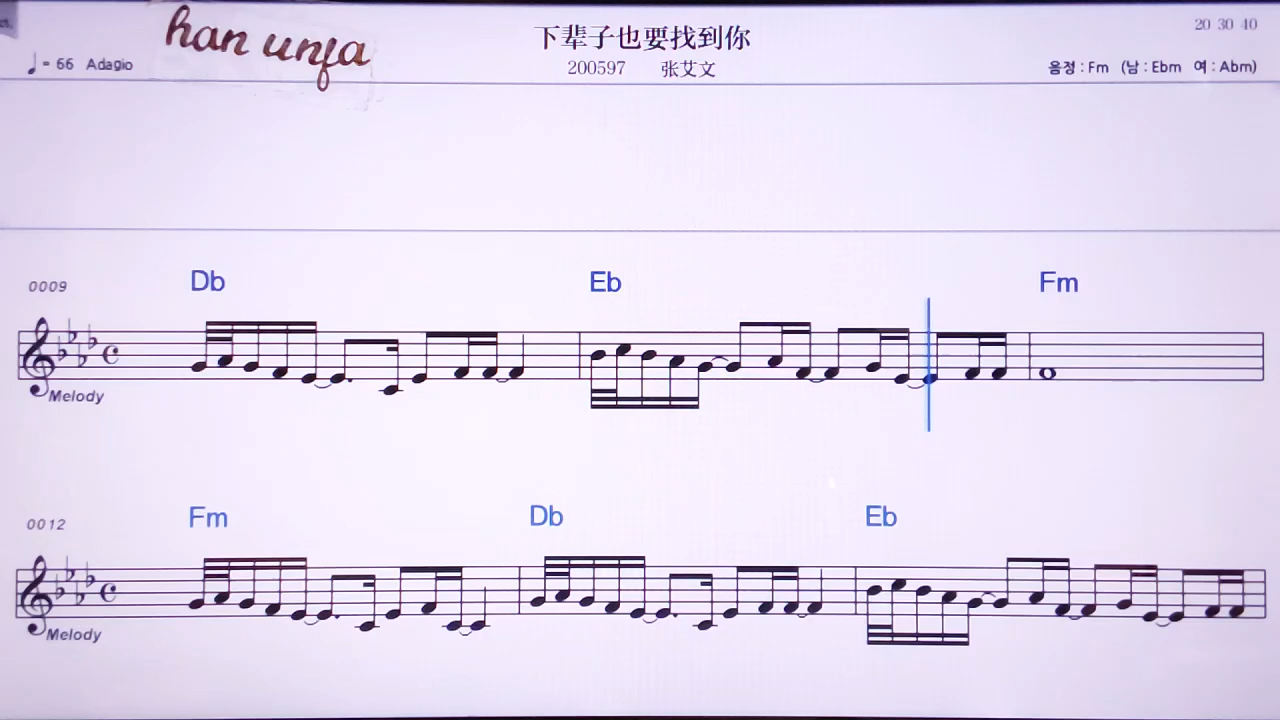 han unfa
下辈子也要找到你
20 30 40
♩= 66 Adagio
200597 张艾文
음정 : Fm (남 : Ebm 여 : Abm)
0009 Db Eb Fm
Melody
0012 Fm Db Eb
Melody